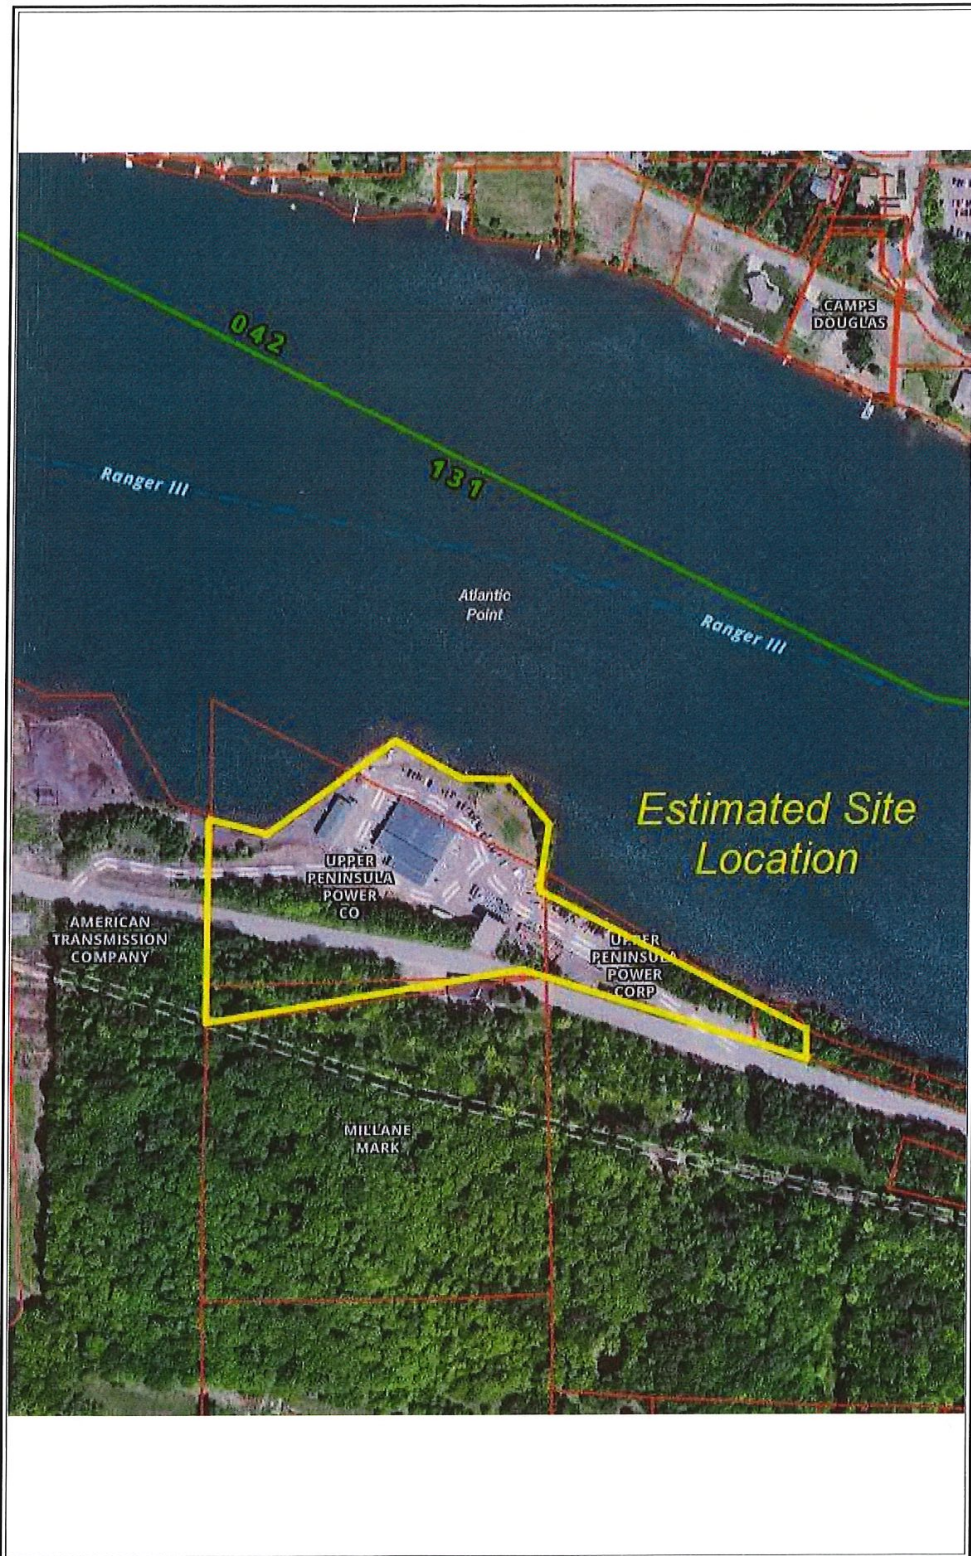 CAMPS
DOUGLAS
042
131
Ranger III
Atlantic
Point
Ranger III
Estimated Site
Location
UPPER
PENINSULA
POWER
CO
AMERICAN
TRANSMISSION
COMPANY
UPPER
PENINSULA
POWER
CORP
MILLANE
MARK